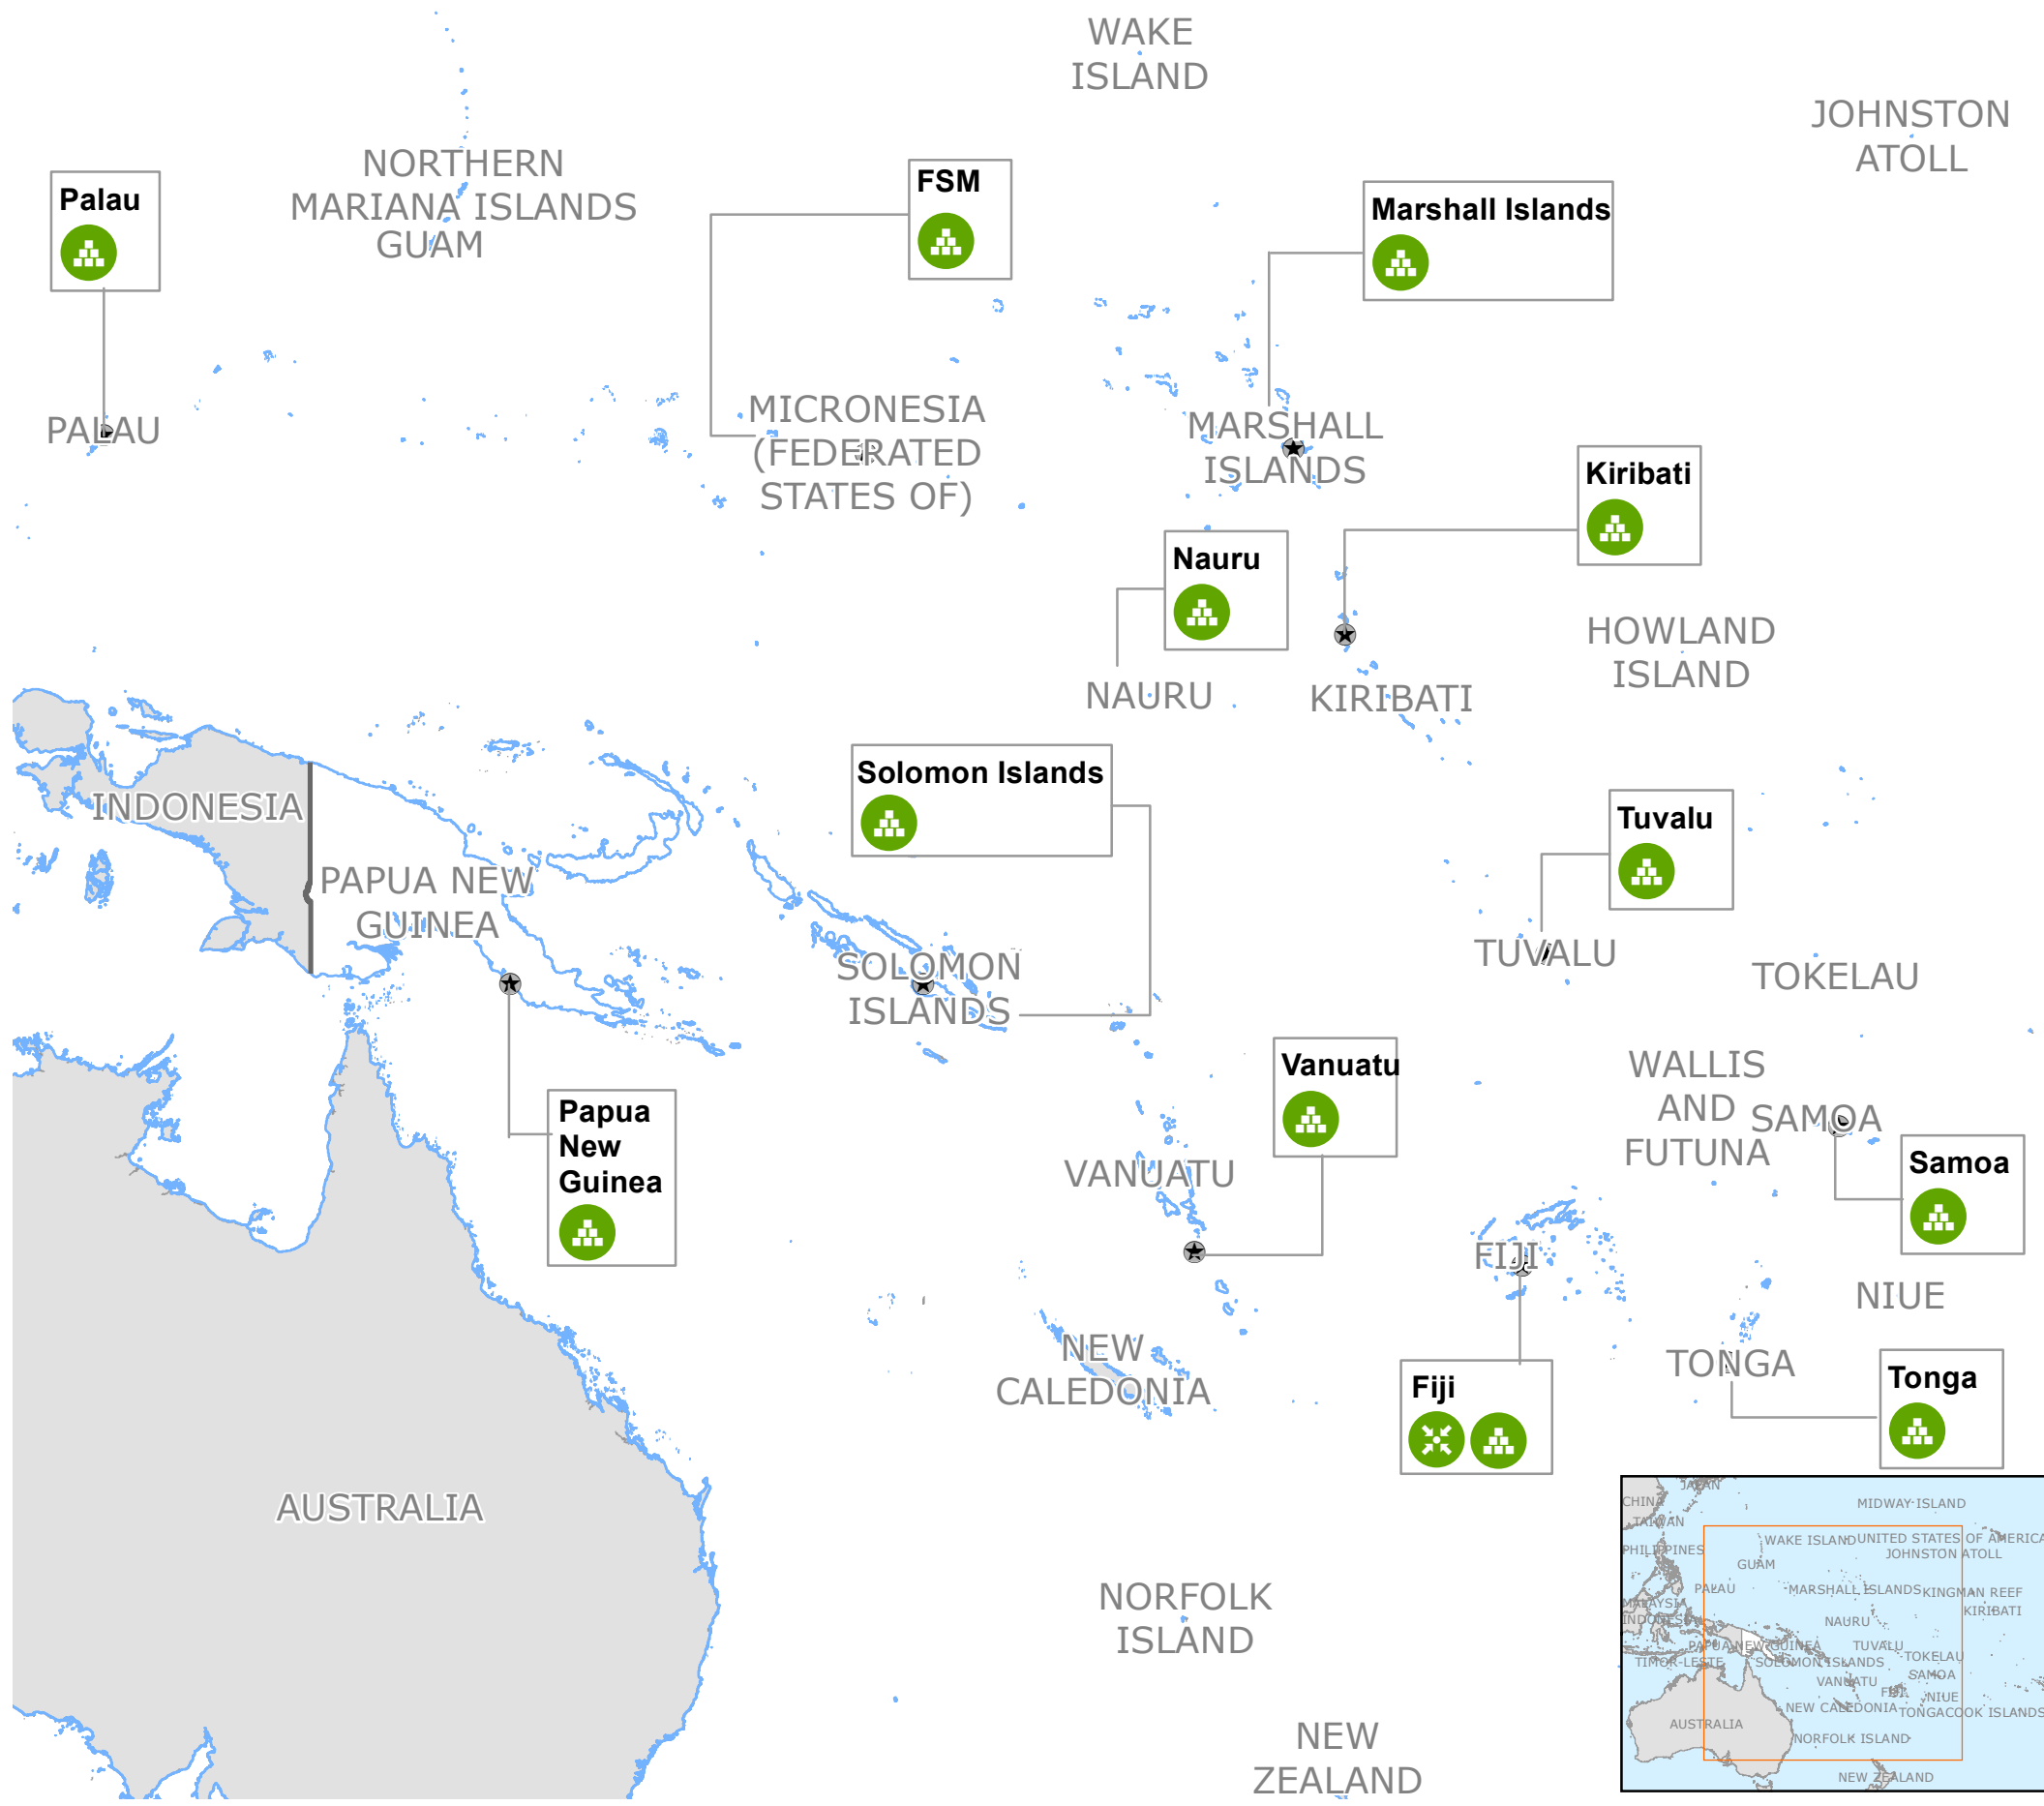 WAKE
ISLAND
JOHNSTON
ATOLL
NORTHERN
MARIANA ISLANDS
GUAM
Palau
FSM
Marshall Islands
PALAU
MICRONESIA
(FEDERATED
STATES OF)
MARSHALL
ISLANDS
Kiribati
Nauru
HOWLAND
ISLAND
NAURU
KIRIBATI
Solomon Islands
INDONESIA
Tuvalu
PAPUA NEW
GUINEA
SOLOMON
ISLANDS
TUVALU
TOKELAU
Vanuatu
WALLIS
AND
FUTUNA
SAMOA
Papua
New
Guinea
VANUATU
Samoa
FIJI
NIUE
NEW
CALEDONIA
TONGA
Fiji
Tonga
AUSTRALIA
NORFOLK
ISLAND
NEW
ZEALAND
JAPAN
CHINA
MIDWAY ISLAND
TAIWAN
WAKE ISLAND
UNITED STATES OF AMERICA
PHILIPPINES
JOHNSTON ATOLL
GUAM
PALAU
MARSHALL ISLANDS
KINGMAN REEF
MALAYSIA
KIRIBATI
INDONESIA
NAURU
PAPUA NEW GUINEA
TUVALU
TIMOR-LESTE
SOLOMON ISLANDS
TOKELAU
SAMOA
VANUATU
FIJI
NIUE
NEW CALEDONIA
TONGA
COOK ISLANDS
AUSTRALIA
NORFOLK ISLAND
NEW ZEALAND